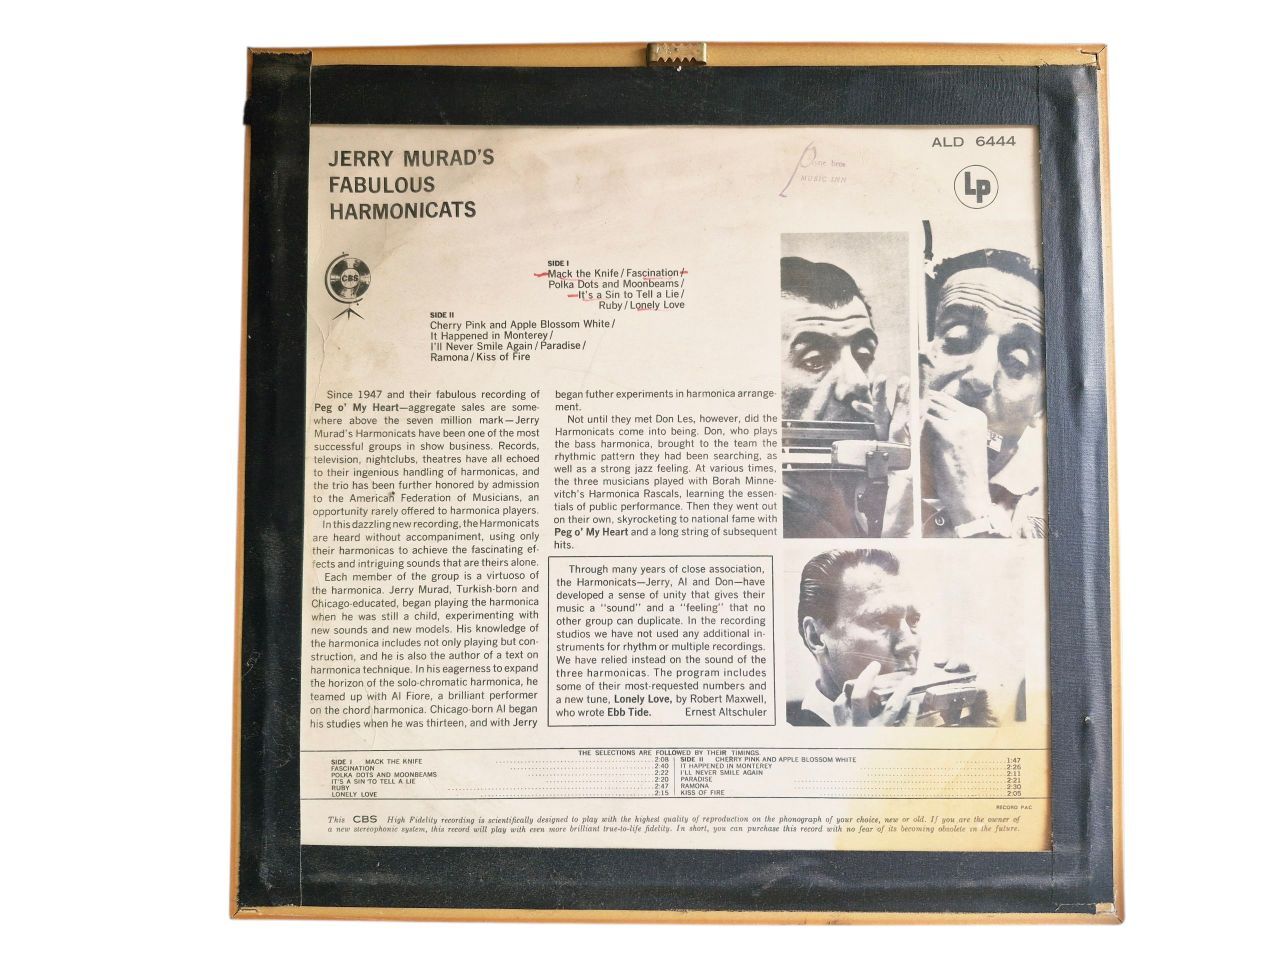 ALD 6444
JERRY MURAD'S
FABULOUS
HARMONICATS
bros
MUSIC INN
Lp
CBS
SIDE I
Mack the Knife / Fascination /
Polka Dots and Moonbeams /
It's a Sin to Tell a Lie /
Ruby / Lonely Love
SIDE II
Cherry Pink and Apple Blossom White /
It Happened in Monterey /
I'll Never Smile Again / Paradise /
Ramona / Kiss of Fire
Since 1947 and their fabulous recording of
Peg o' My Heart—aggregate sales are some-
where above the seven million mark—Jerry
Murad's Harmonicats have been one of the most
successful groups in show business. Records,
television, nightclubs, theatres have all echoed
to their ingenious handling of harmonicas, and
the trio has been further honored by admission
to the American Federation of Musicians, an
opportunity rarely offered to harmonica players.
In this dazzling new recording, the Harmonicats
are heard without accompaniment, using only
their harmonicas to achieve the fascinating ef-
fects and intriguing sounds that are theirs alone.
Each member of the group is a virtuoso of
the harmonica. Jerry Murad, Turkish-born and
Chicago-educated, began playing the harmonica
when he was still a child, experimenting with
new sounds and new models. His knowledge of
the harmonica includes not only playing but con-
struction, and he is also the author of a text on
harmonica technique. In his eagerness to expand
the horizon of the solo-chromatic harmonica, he
teamed up with Al Fiore, a brilliant performer
on the chord harmonica. Chicago-born Al began
his studies when he was thirteen, and with Jerry
began futher experiments in harmonica arrange-
ment.
Not until they met Don Les, however, did the
Harmonicats come into being. Don, who plays
the bass harmonica, brought to the team the
rhythmic pattern they had been searching, as
well as a strong jazz feeling. At various times,
the three musicians played with Borah Minne-
vitch's Harmonica Rascals, learning the essen-
tials of public performance. Then they went out
on their own, skyrocketing to national fame with
Peg o' My Heart and a long string of subsequent
hits.
Through many years of close association,
the Harmonicats—Jerry, Al and Don—have
developed a sense of unity that gives their
music a "sound" and a "feeling" that no
other group can duplicate. In the recording
studios we have not used any additional in-
struments for rhythm or multiple recordings.
We have relied instead on the sound of the
three harmonicas. The program includes
some of their most-requested numbers and
a new tune, Lonely Love, by Robert Maxwell,
who wrote Ebb Tide. Ernest Altschuler
THE SELECTIONS ARE FOLLOWED BY THEIR TIMINGS.
SIDE I MACK THE KNIFE 2:08
FASCINATION 2:40
POLKA DOTS AND MOONBEAMS 2:22
IT'S A SIN TO TELL A LIE 2:20
RUBY 2:47
LONELY LOVE 2:15
SIDE II CHERRY PINK AND APPLE BLOSSOM WHITE 1:47
IT HAPPENED IN MONTEREY 2:26
I'LL NEVER SMILE AGAIN 2:11
PARADISE 2:21
RAMONA 2:30
KISS OF FIRE 2:05
RECORD PAC
This CBS High Fidelity recording is scientifically designed to play with the highest quality of reproduction on the phonograph of your choice, new or old. If you are the owner of
a new stereophonic system, this record will play with even more brilliant true-to-life fidelity. In short, you can purchase this record with no fear of its becoming obsolete in the future.